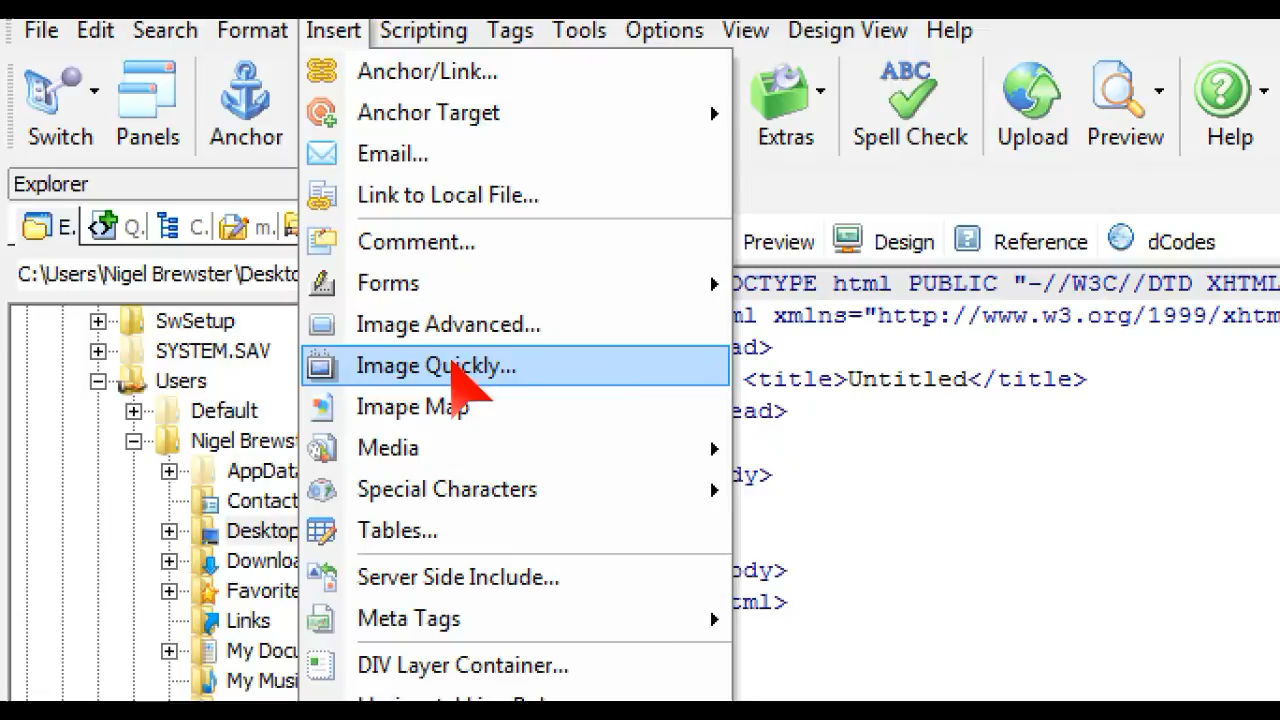 File Edit Search Format Insert Scripting Tags Tools Options View Design View Help
Switch Panels Anchor Extras ABC Spell Check Upload Preview Help
Explorer
E. Q. C. m.
C:\Users\Nigel Brewster\Deskto
SwSetup
SYSTEM.SAV
Users
Default
Nigel Brewst
AppData
Contact
Desktop
Downloa
Favorite
Links
My Docu
My Musi
Anchor/Link...
Anchor Target
Email...
Link to Local File...
Comment...
Forms
Image Advanced...
Image Quickly...
Imape Map
Media
Special Characters
Tables...
Server Side Include...
Meta Tags
DIV Layer Container...
Preview Design Reference dCodes
OCTYPE html PUBLIC "-//W3C//DTD XHTML
ml xmlns="http://www.w3.org/1999/xhtm
ad>
<title>Untitled</title>
ead>
dy>
ody>
tml>